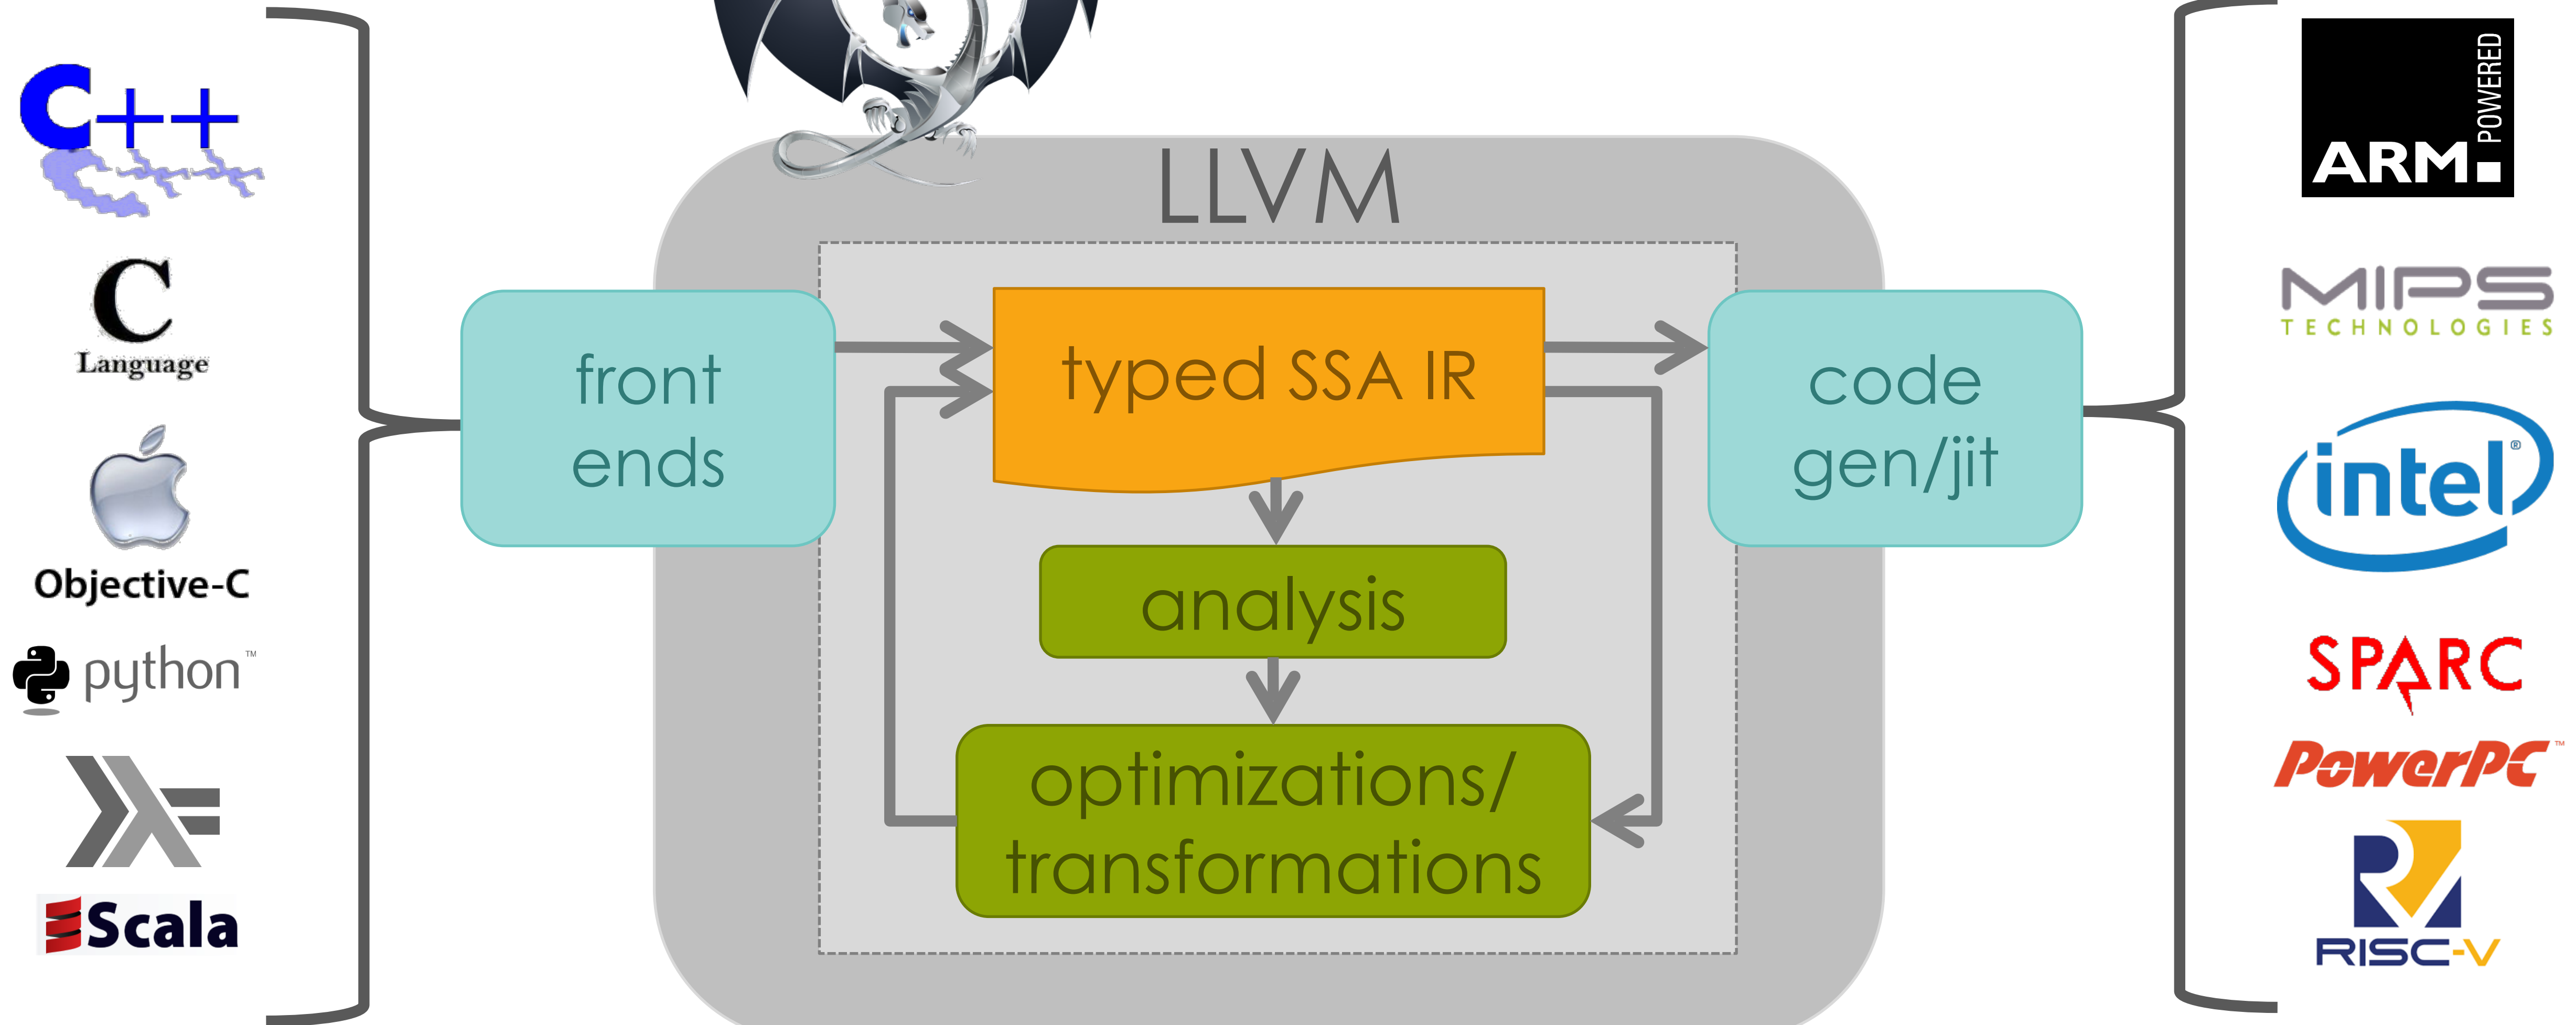 C++
C
Language
Objective-C
python™
Scala
LLVM
front
ends
typed SSA IR
analysis
optimizations/
transformations
code
gen/jit
ARM POWERED
MIPS
TECHNOLOGIES
intel®
SPARC
PowerPC™
RISC-V